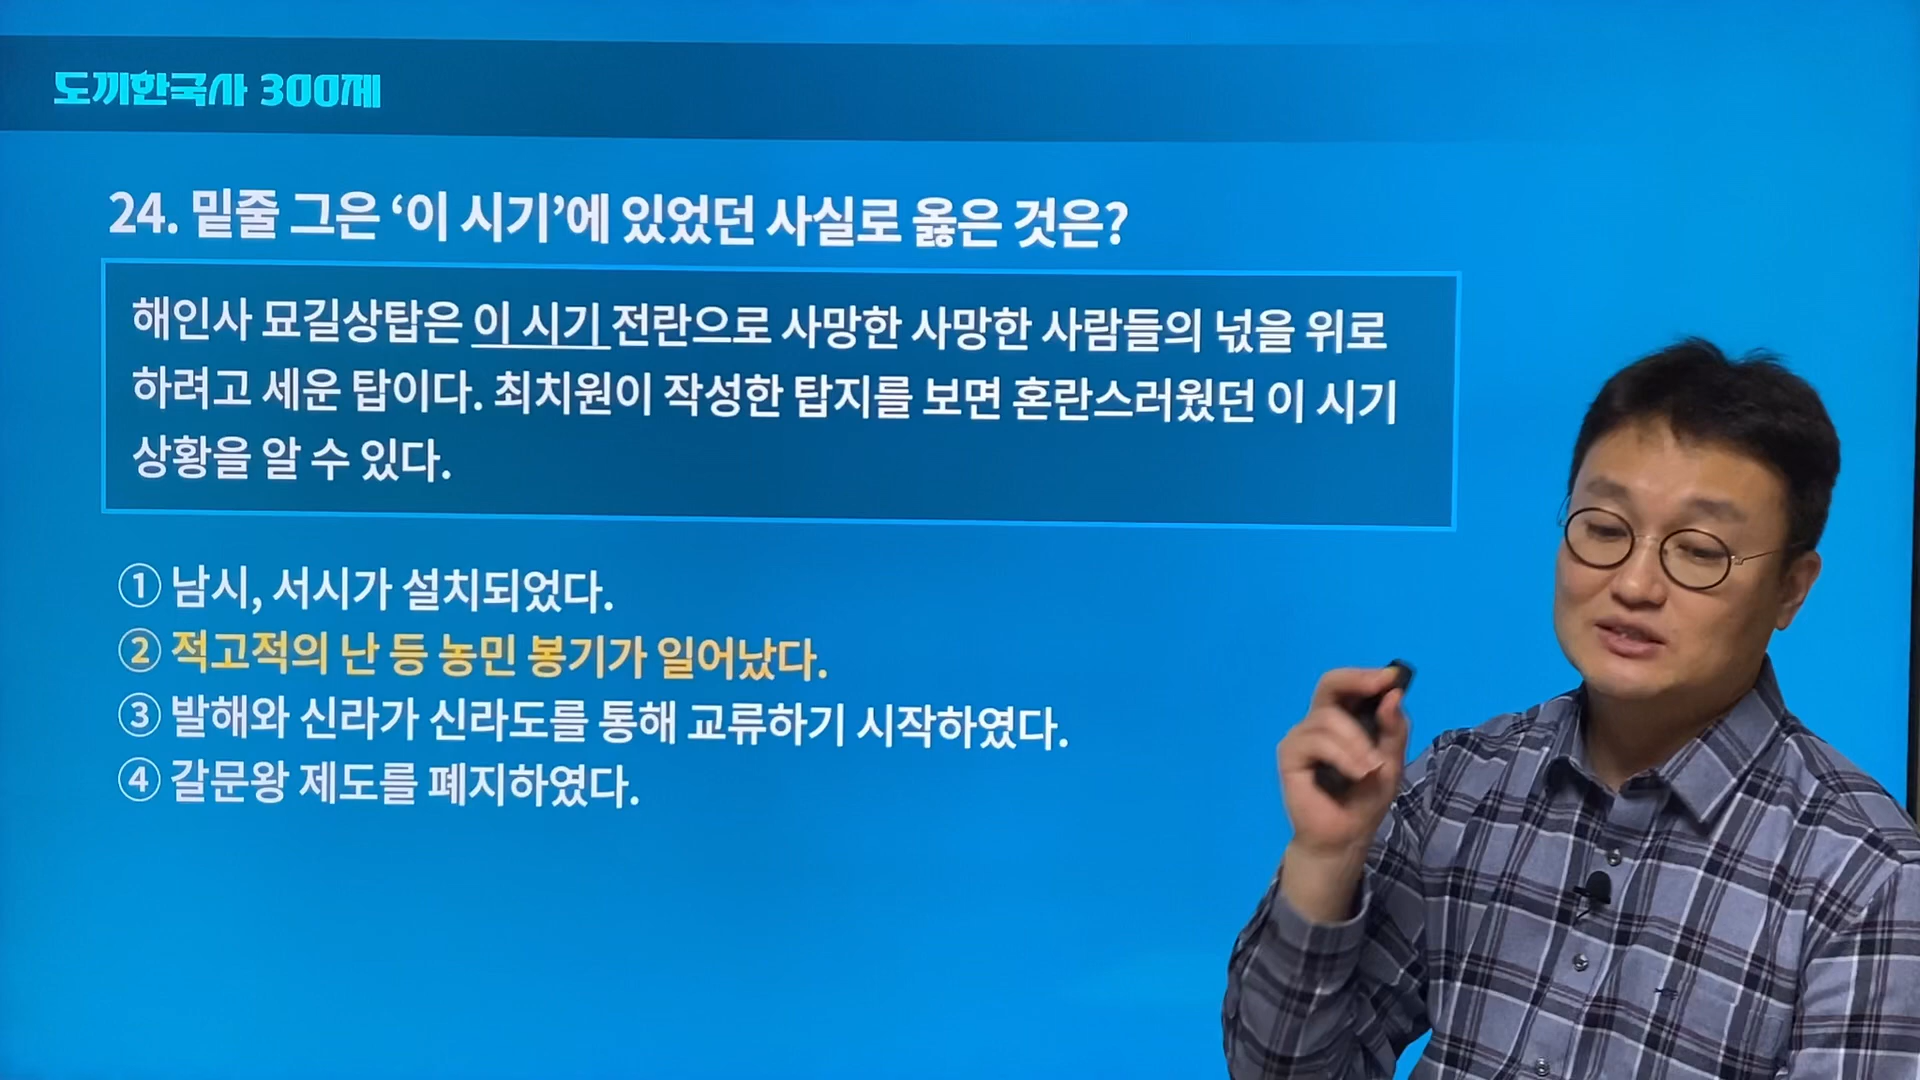 도끼한국사 300제
24. 밑줄 그은 ‘이 시기’에 있었던 사실로 옳은 것은?
해인사 묘길상탑은 이 시기 전란으로 사망한 사망한 사람들의 넋을 위로
하려고 세운 탑이다. 최치원이 작성한 탑지를 보면 혼란스러웠던 이 시기
상황을 알 수 있다.
① 남시, 서시가 설치되었다.
② 적고적의 난 등 농민 봉기가 일어났다.
③ 발해와 신라가 신라도를 통해 교류하기 시작하였다.
④ 갈문왕 제도를 폐지하였다.